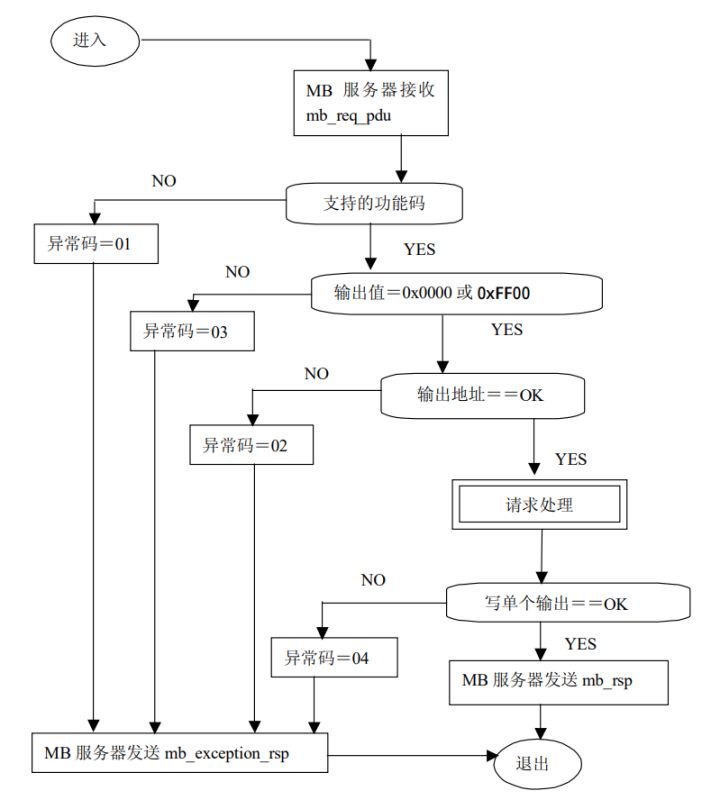 进入
MB 服务器接收
mb_req_pdu
NO
支持的功能码
异常码＝01
YES
NO
输出值＝0x0000 或 0xFF00
异常码＝03
YES
NO
输出地址＝＝OK
异常码＝02
YES
请求处理
NO
写单个输出＝＝OK
YES
异常码＝04
MB 服务器发送 mb_rsp
MB 服务器发送 mb_exception_rsp
退出